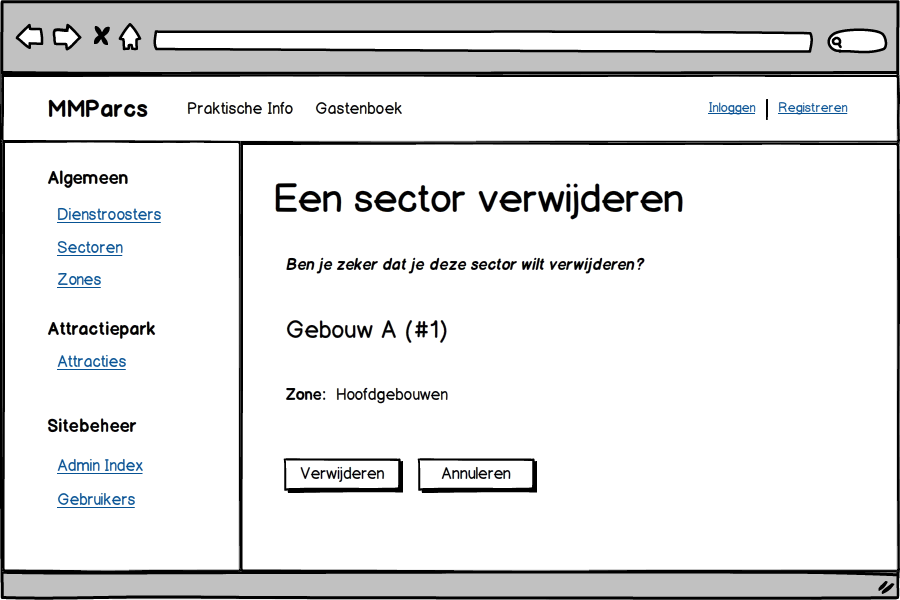 MMParcs Praktische Info Gastenboek Inloggen Registreren
Algemeen
Dienstroosters
Sectoren
Zones
Attractiepark
Attracties
Sitebeheer
Admin Index
Gebruikers
Een sector verwijderen
Ben je zeker dat je deze sector wilt verwijderen?
Gebouw A (#1)
Zone: Hoofdgebouwen
Verwijderen Annuleren